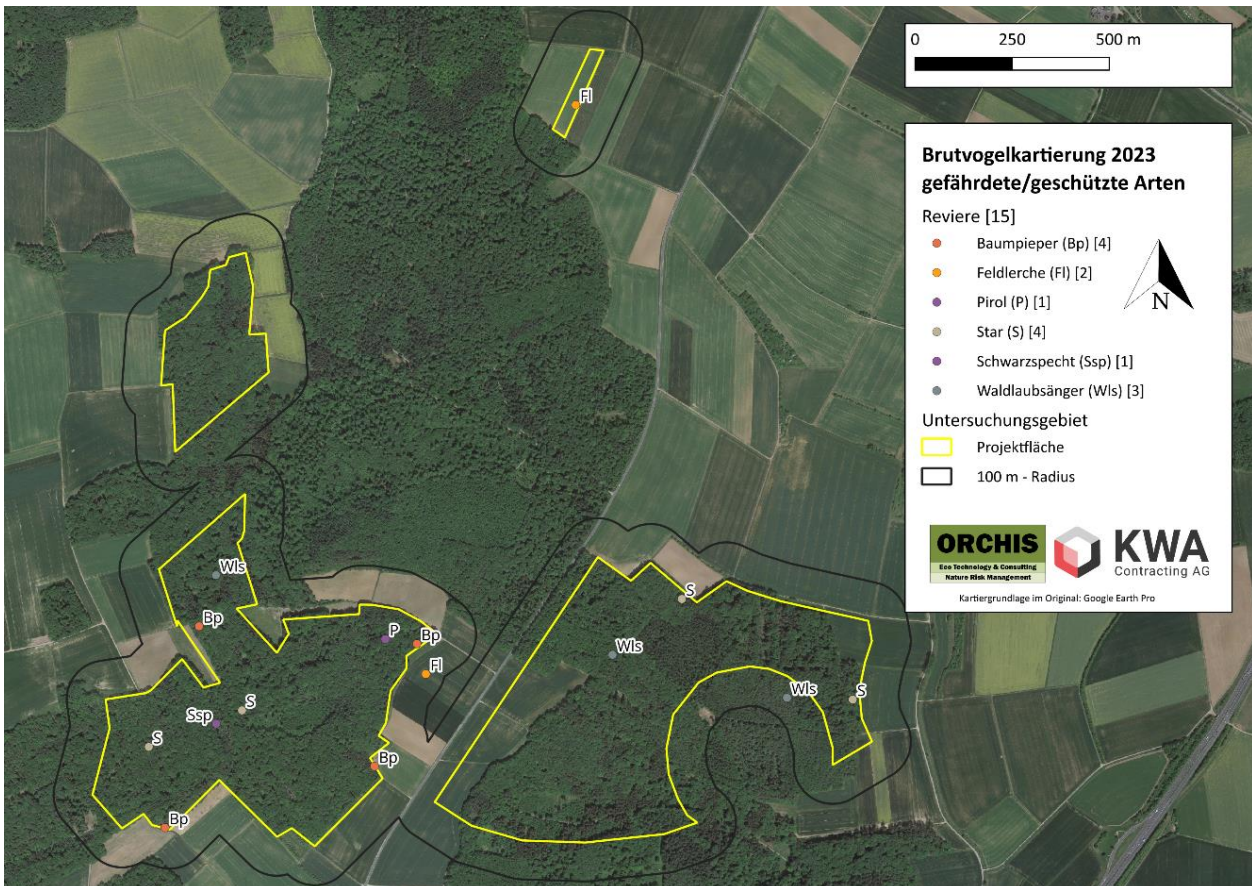 0 250 500 m
Brutvogelkartierung 2023
gefährdete/geschützte Arten
Reviere [15]
Baumpieper (Bp) [4]
Feldlerche (Fl) [2]
Pirol (P) [1]
Star (S) [4]
Schwarzspecht (Ssp) [1]
Waldlaubsänger (Wls) [3]
N
Untersuchungsgebiet
Projektfläche
100 m - Radius
ORCHIS
Eco Technology & Consulting
Nature Risk Management
KWA
Contracting AG
Kartiergrundlage im Original: Google Earth Pro
Fl
Wls
S
Bp
P
Bp
Wls
Fl
Wls
S
S
Ssp
S
Bp
Bp